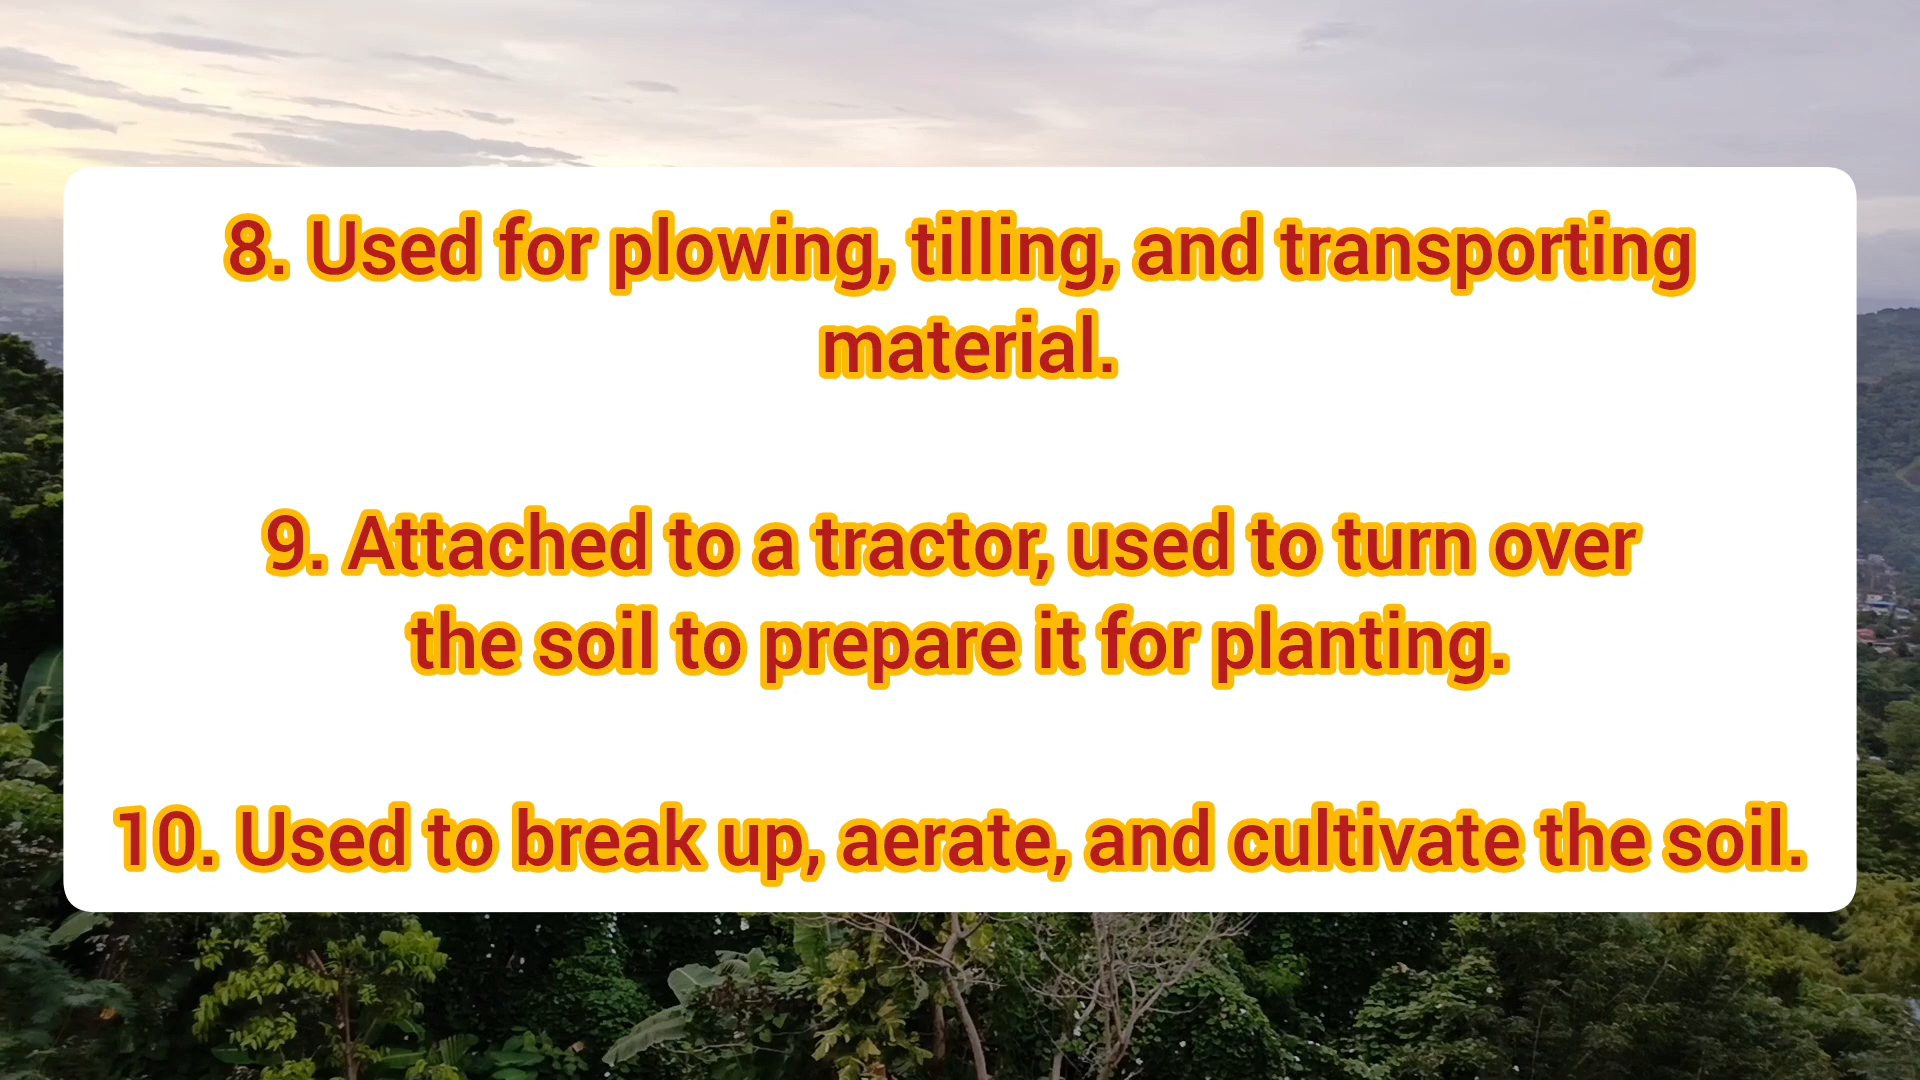 8. Used for plowing, tilling, and transporting
material.
9. Attached to a tractor, used to turn over
the soil to prepare it for planting.
10. Used to break up, aerate, and cultivate the soil.